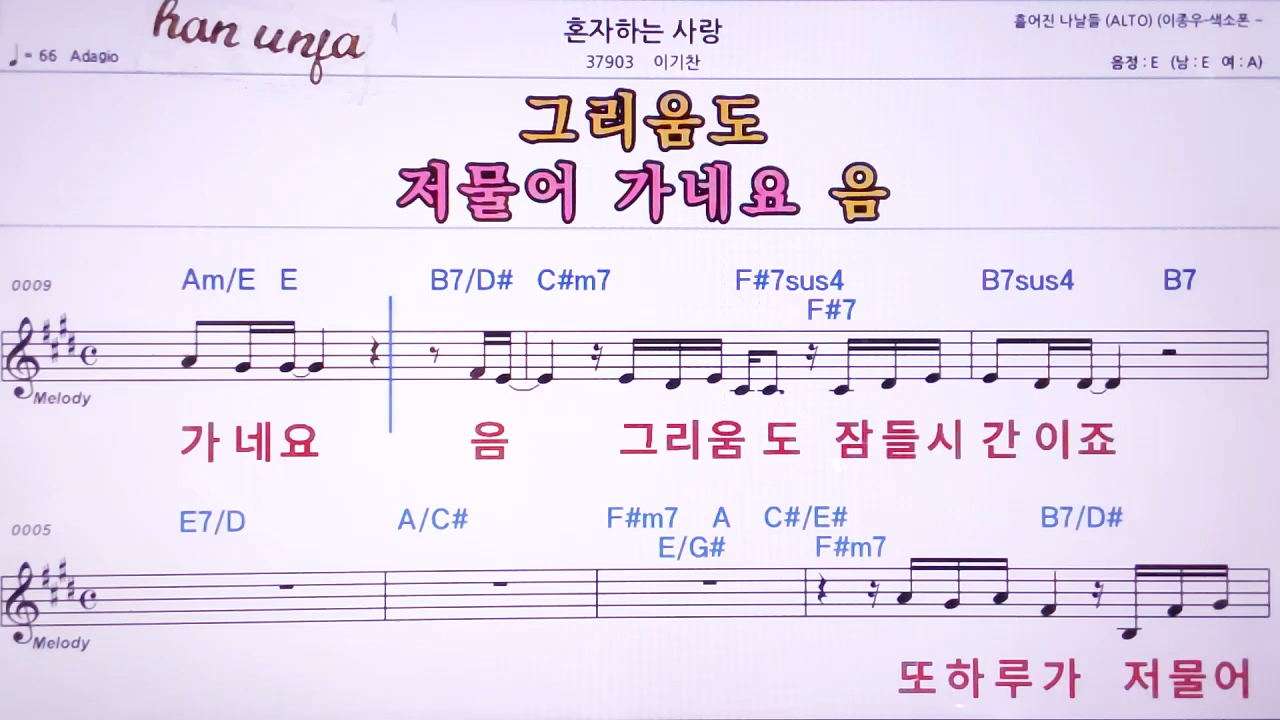 han unja
혼자하는 사랑
흩어진 나날들 (ALTO) (이종우-색소폰 -
♩= 66 Adagio
37903 이기찬
음정 : E (남 : E 여 : A)
그리움도
저물어 가네요 음
0009
Am/E E B7/D# C#m7 F#7sus4 B7sus4 B7
F#7
Melody
가 네요 음 그리움 도 잠들시 간 이죠
0005
E7/D A/C# F#m7 A C#/E# B7/D#
E/G# F#m7
Melody
또하루가 저물어